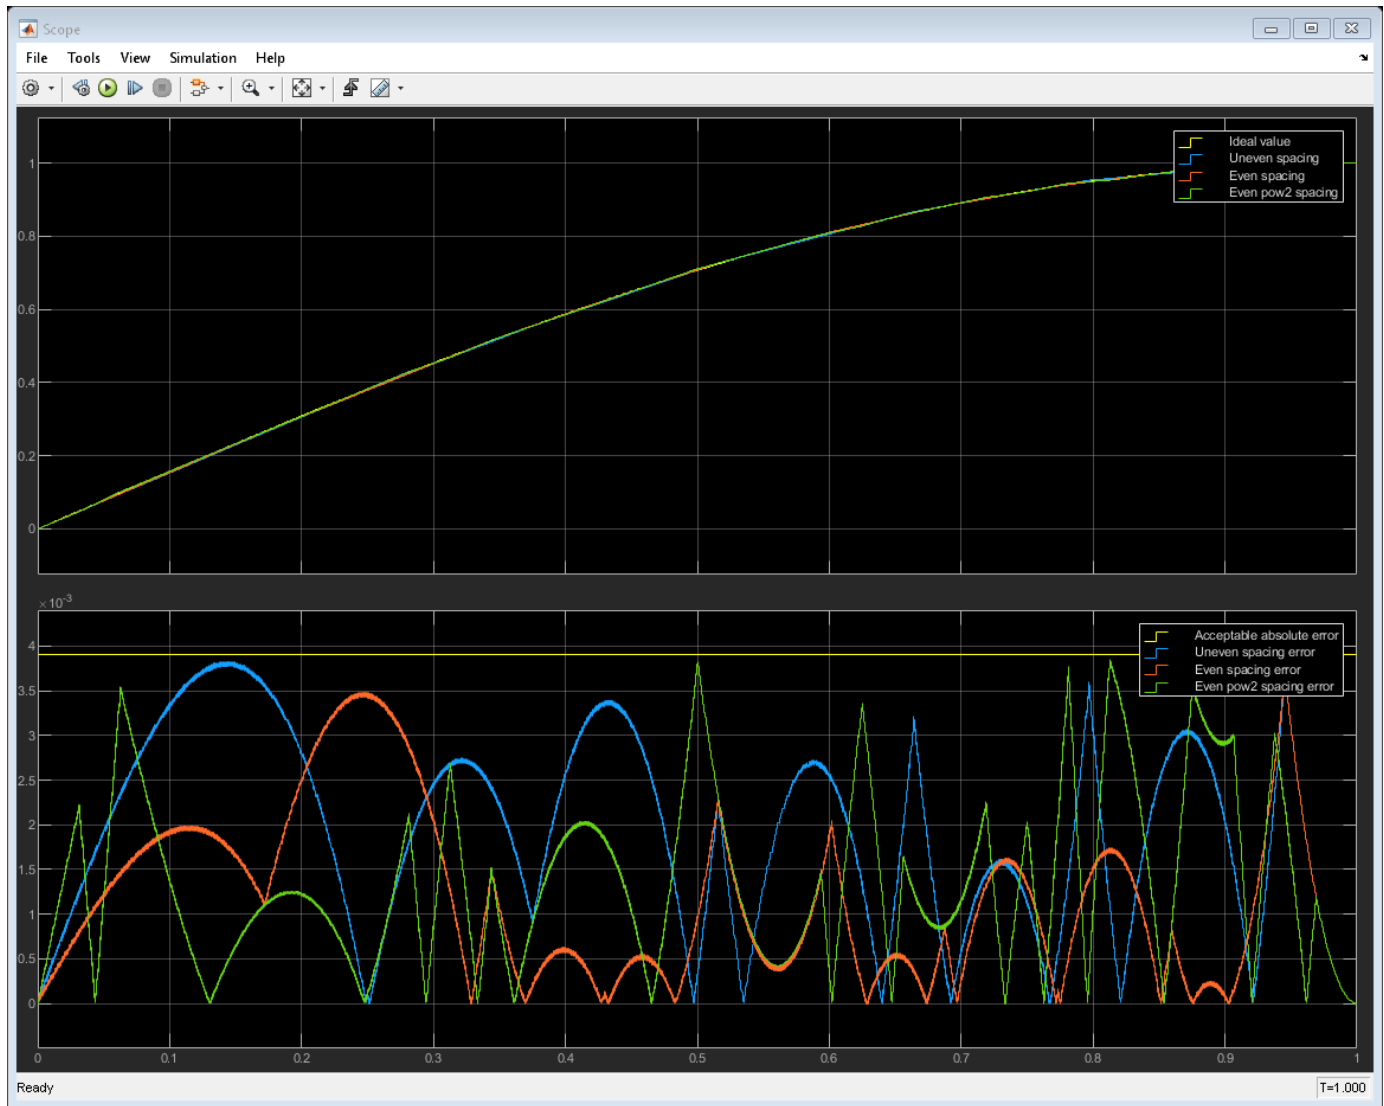 Scope
File Tools View Simulation Help
1
0.8
0.6
0.4
0.2
0
Ideal value
Uneven spacing
Even spacing
Even pow2 spacing
×10⁻³
4
3.5
3
2.5
2
1.5
1
0.5
0
Acceptable absolute error
Uneven spacing error
Even spacing error
Even pow2 spacing error
0 0.1 0.2 0.3 0.4 0.5 0.6 0.7 0.8 0.9 1
Ready T=1.000